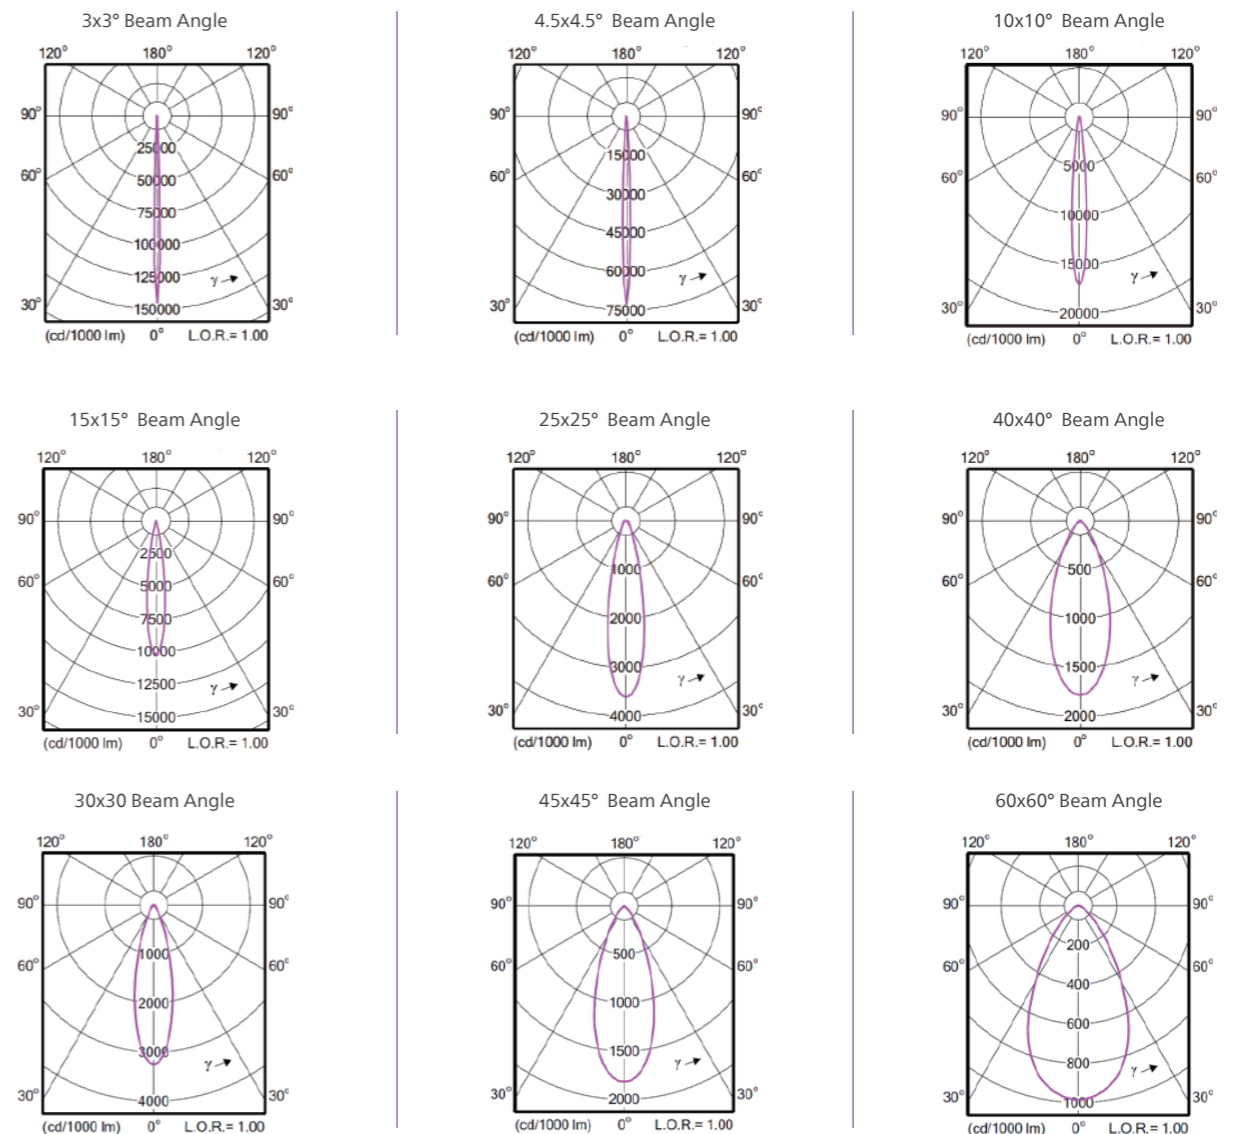 3x3° Beam Angle
4.5x4.5° Beam Angle
10x10° Beam Angle
120° 180° 120°
120° 180° 120°
120° 180° 120°
90° 90°
90° 90°
90° 90°
25000
15000
5000
60° 60°
60° 60°
60° 60°
50000
30000
75000
10000
45000
100000
15000
60000
125000
γ
γ
γ
30° 150000 30°
30° 75000 30°
30° 20000 30°
(cd/1000 lm) 0° L.O.R.= 1.00
(cd/1000 lm) 0° L.O.R.= 1.00
(cd/1000 lm) 0° L.O.R.= 1.00
15x15° Beam Angle
25x25° Beam Angle
40x40° Beam Angle
120° 180° 120°
120° 180° 120°
120° 180° 120°
90° 90°
90° 90°
90° 90°
2500
1000
500
60° 5000 60°
60° 60°
60° 60°
7500
2000
1000
10000
3000
1500
12500
γ
γ
γ
30° 15000 30°
30° 4000 30°
30° 2000 30°
(cd/1000 lm) 0° L.O.R.= 1.00
(cd/1000 lm) 0° L.O.R.= 1.00
(cd/1000 lm) 0° L.O.R.= 1.00
30x30 Beam Angle
45x45° Beam Angle
60x60° Beam Angle
120° 180° 120°
120° 180° 120°
120° 180° 120°
90° 90°
90° 90°
90° 90°
1000
500
200
60° 60°
60° 60°
60° 60°
400
2000
1000
600
3000
1500
800
γ
γ
γ
30° 4000 30°
30° 2000 30°
30° 1000 30°
(cd/1000 lm) 0° L.O.R.= 1.00
(cd/1000 lm) 0° L.O.R.= 1.00
(cd/1000 lm) 0° L.O.R.= 1.00